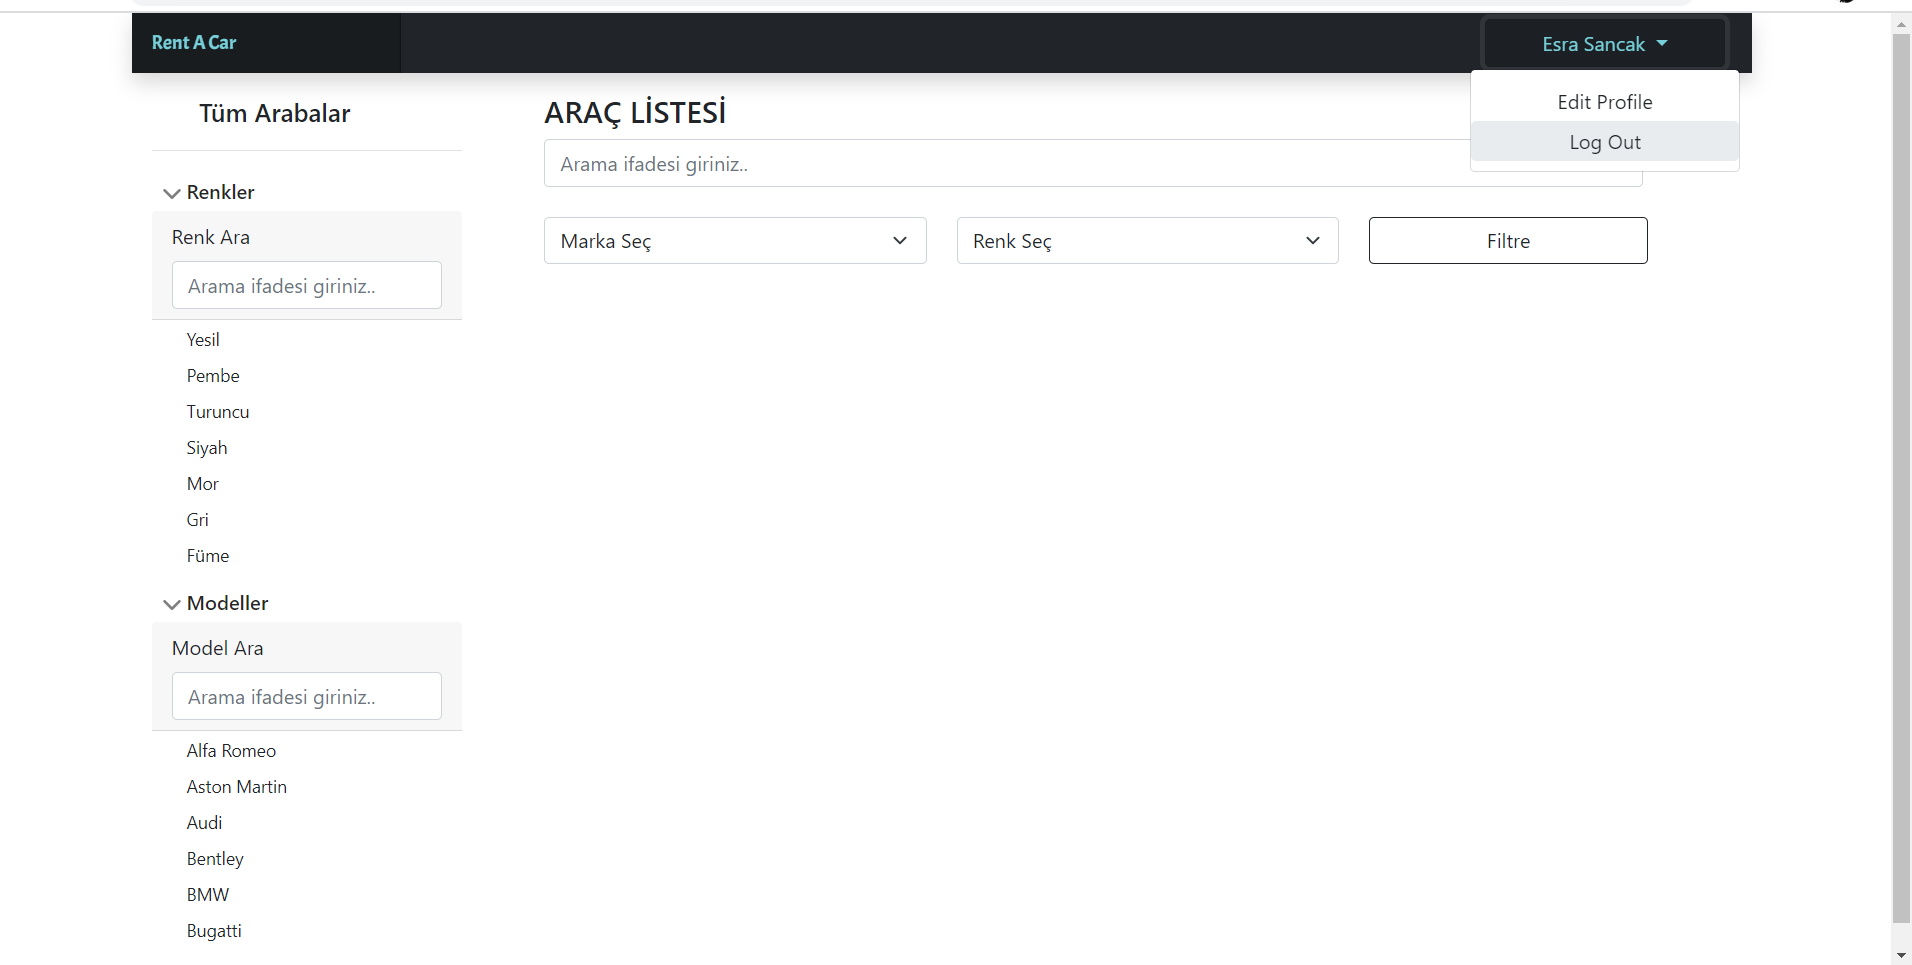 Rent A Car
Esra Sancak
Edit Profile
Log Out
Tüm Arabalar
Renkler
Renk Ara
Arama ifadesi giriniz..
Yesil
Pembe
Turuncu
Siyah
Mor
Gri
Füme
Modeller
Model Ara
Arama ifadesi giriniz..
Alfa Romeo
Aston Martin
Audi
Bentley
BMW
Bugatti
ARAÇ LİSTESİ
Arama ifadesi giriniz..
Marka Seç
Renk Seç
Filtre